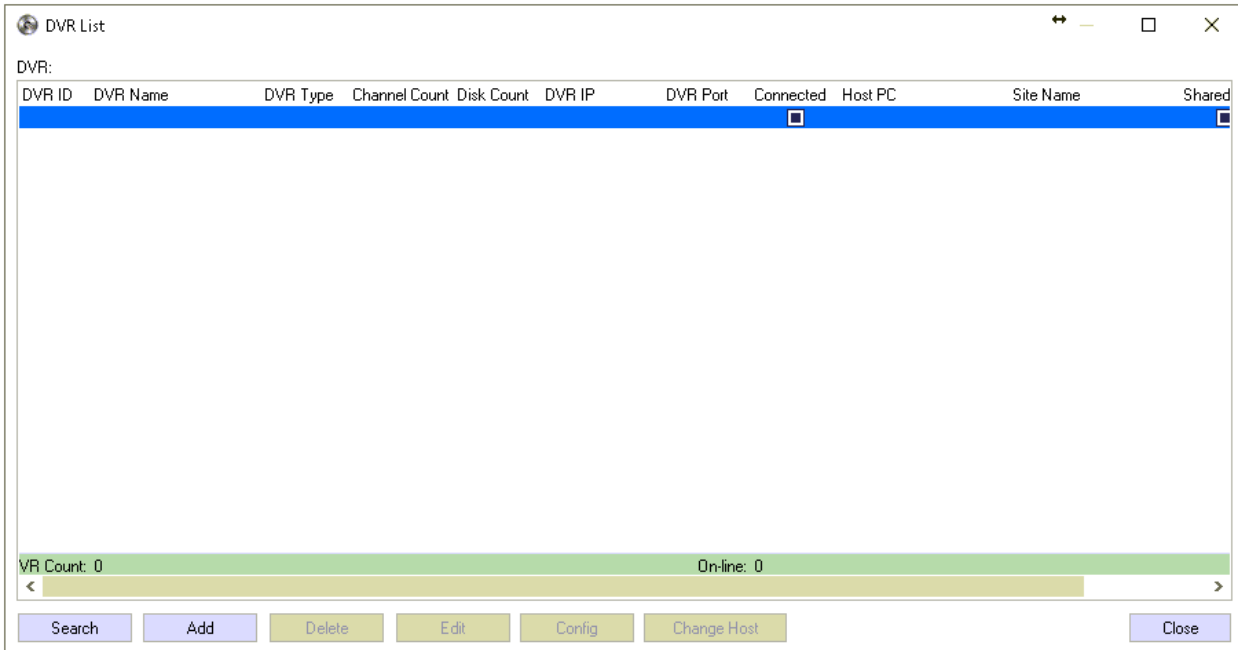 DVR List
DVR:
DVR ID DVR Name DVR Type Channel Count Disk Count DVR IP DVR Port Connected Host PC Site Name Shared
VR Count: 0 On-line: 0
Search Add Delete Edit Config Change Host Close